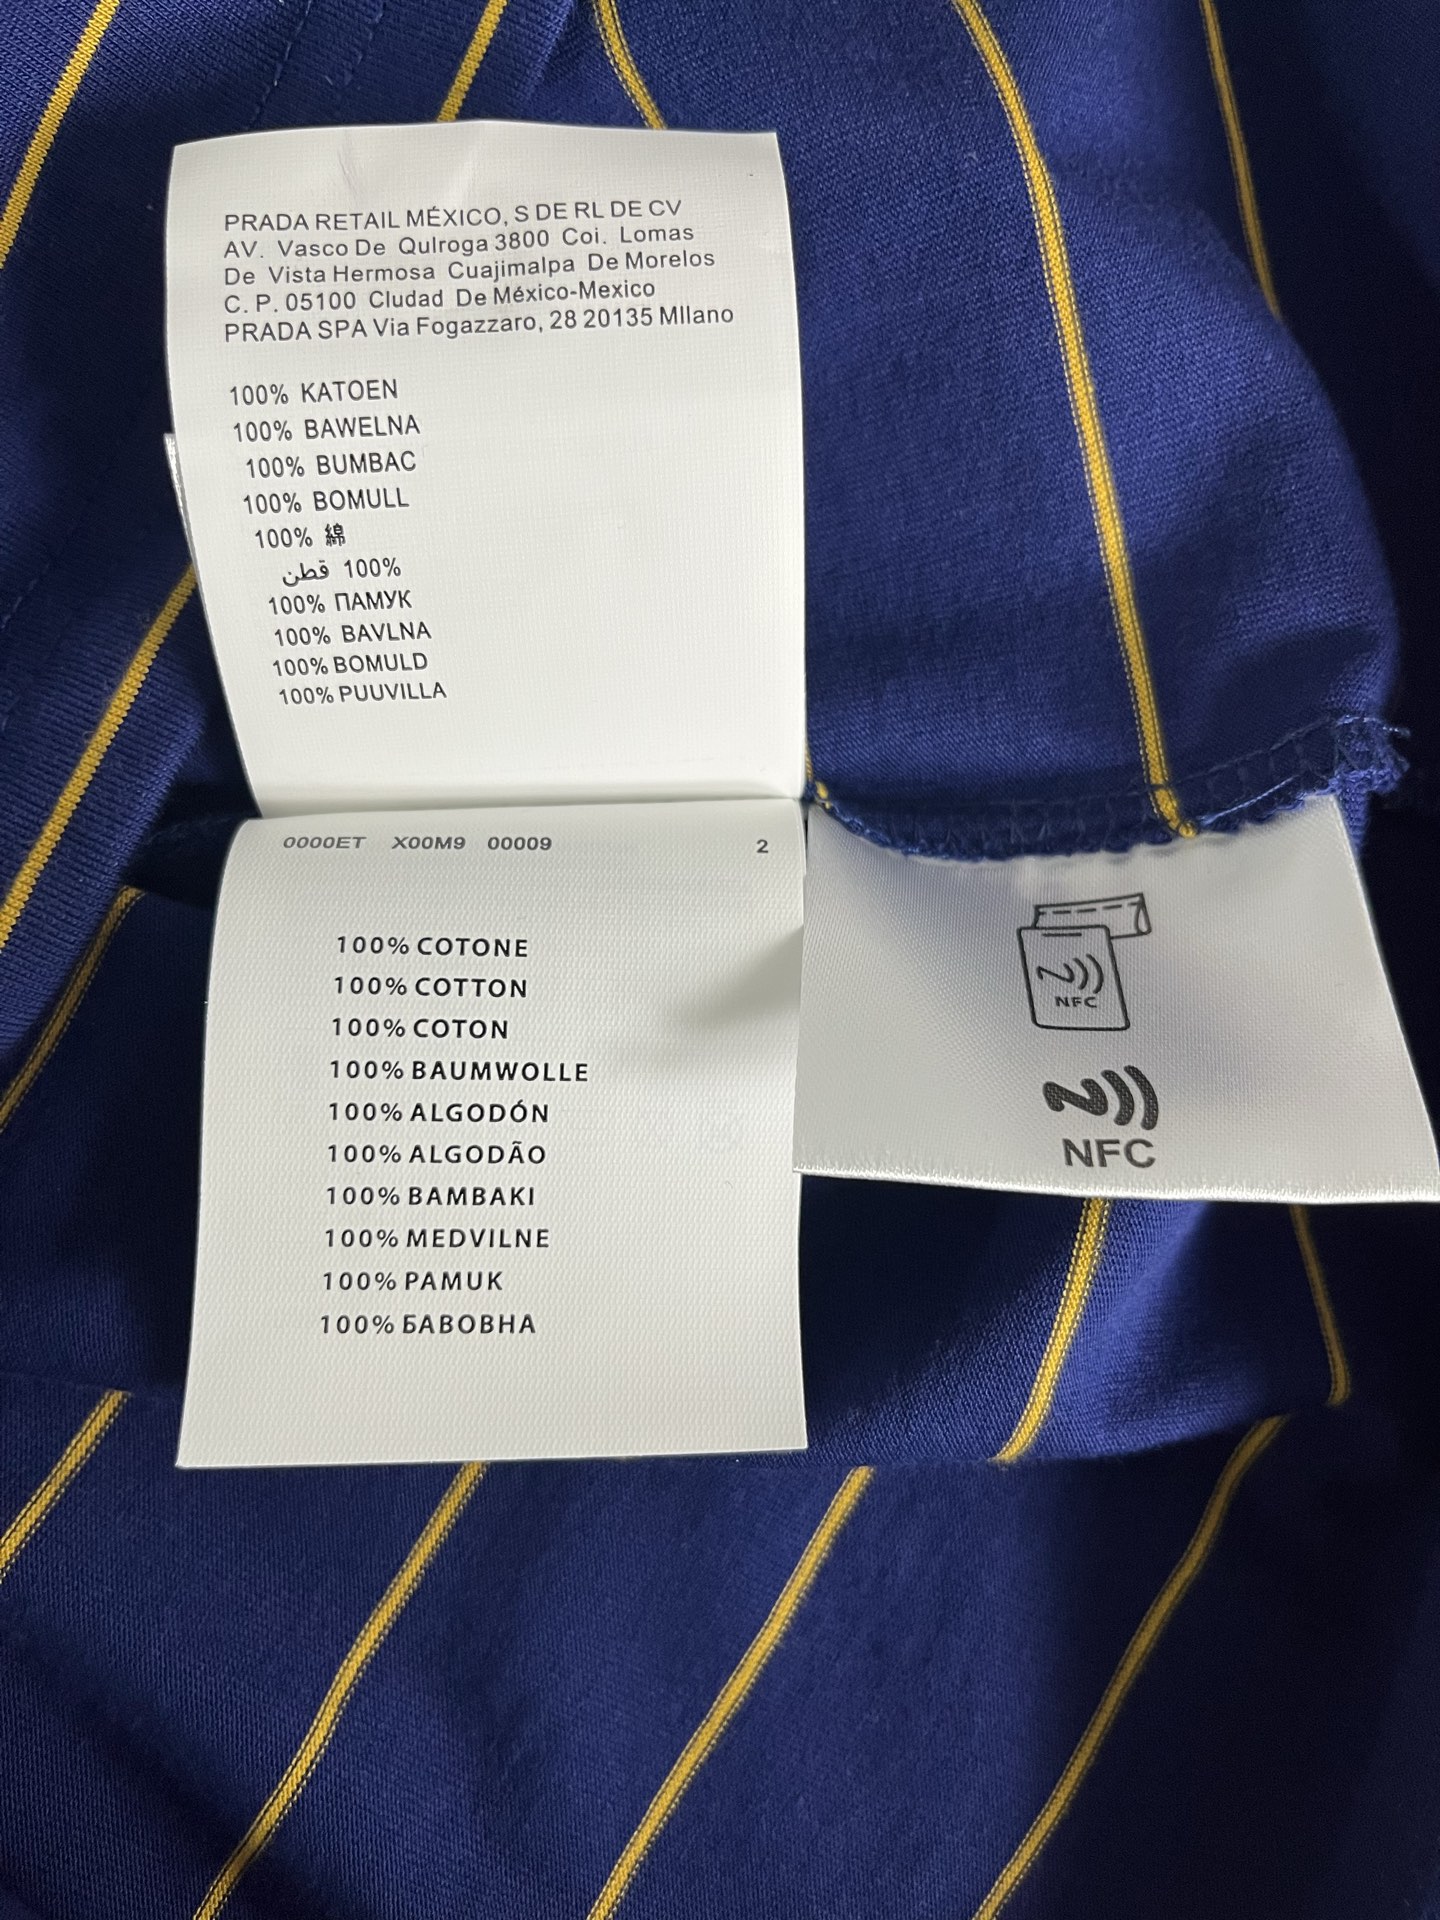 PRADA RETAIL MÉXICO, S DE RL DE CV
AV. Vasco De Qulroga 3800 Coi. Lomas
De Vista Hermosa Cuajimalpa De Morelos
C. P. 05100 Cludad De México-Mexico
PRADA SPA Via Fogazzaro, 28 20135 MIlano
100% KATOEN
100% BAWELNA
100% BUMBAC
100% BOMULL
100% 綿
100% قطن
100% ПАМУК
100% BAVLNA
100% BOMULD
100% PUUVILLA
0000ET X00M9 00009 2
100% COTONE
100% COTTON
100% COTON
100% BAUMWOLLE
100% ALGODÓN
100% ALGODÃO
100% BAMBAKI
100% MEDVILNE
100% PAMUK
100% БАВОВНА
NFC
NFC